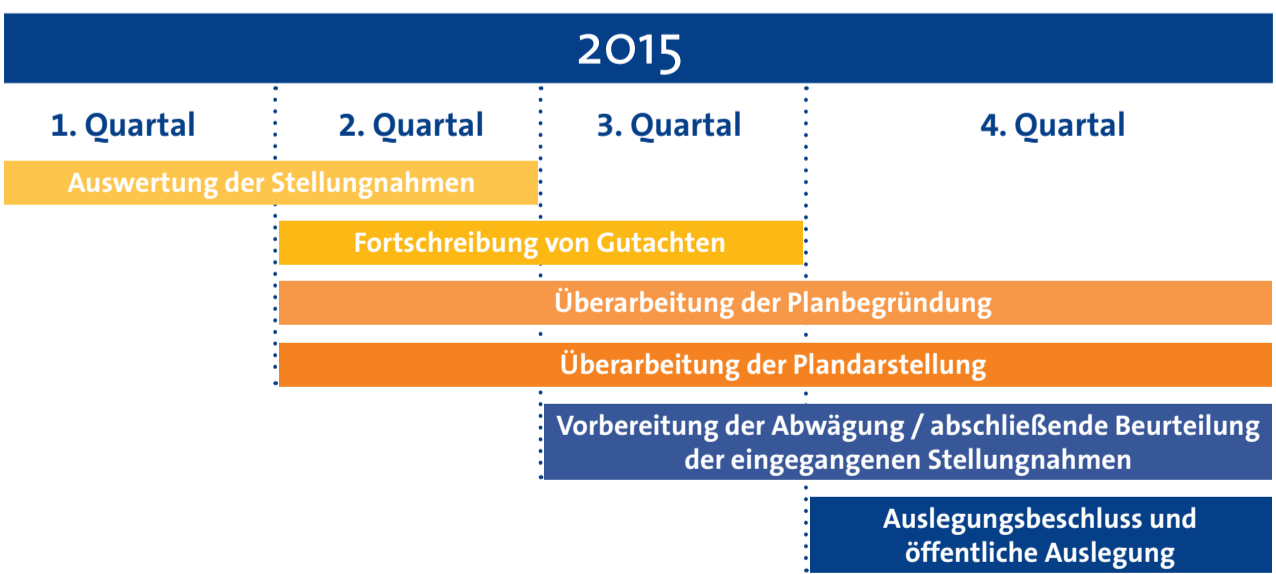 2015
1. Quartal
2. Quartal
3. Quartal
4. Quartal
Auswertung der Stellungnahmen
Fortschreibung von Gutachten
Überarbeitung der Planbegründung
Überarbeitung der Plandarstellung
Vorbereitung der Abwägung / abschließende Beurteilung
der eingegangenen Stellungnahmen
Auslegungsbeschluss und
öffentliche Auslegung